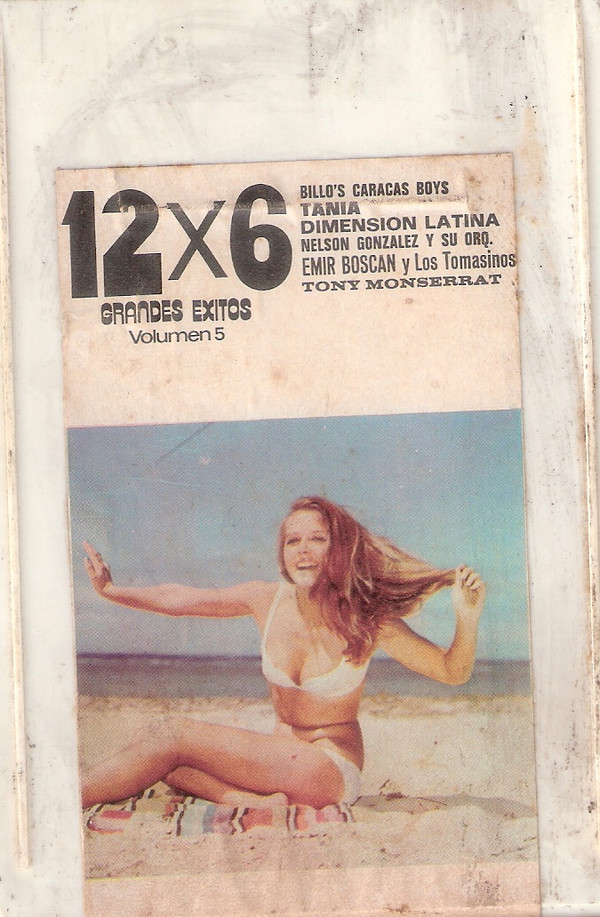 12X6
GRANDES EXITOS
Volumen 5
BILLO'S CARACAS BOYS
TANIA
DIMENSION LATINA
NELSON GONZALEZ Y SU ORQ.
EMIR BOSCAN y Los Tomasinos
TONY MONSERRAT